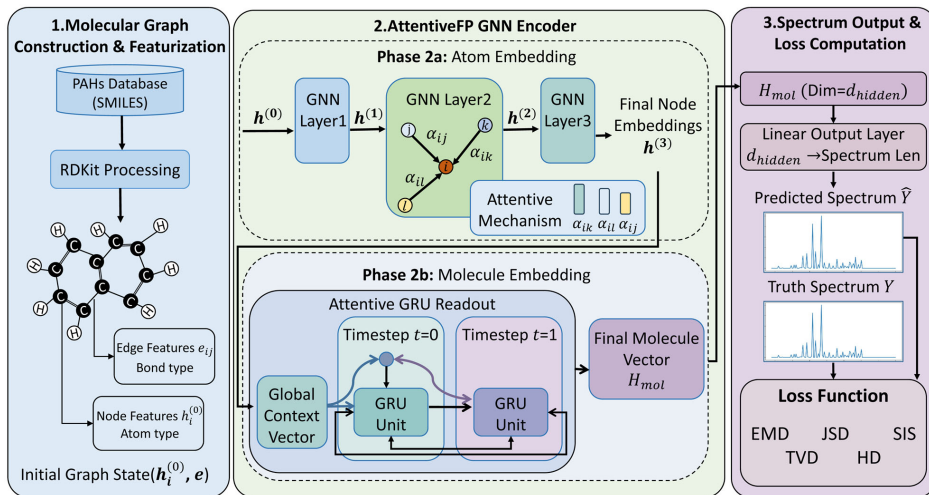 1.Molecular Graph
Construction & Featurization
PAHs Database
(SMILES)
RDKit Processing
H
H
H
C
C
C
C
H
C
C
H
C
C
C
C
H
H
H
Edge Features e_ij
Bond type
Node Features h_i^(0)
Atom type
Initial Graph State(h_i^(0), e)
2.AttentiveFP GNN Encoder
Phase 2a: Atom Embedding
h^(0)
GNN
Layer1
h^(1)
GNN Layer2
j
k
i
l
α_ij
α_ik
α_il
h^(2)
GNN
Layer3
Final Node
Embeddings
h^(3)
Attentive
Mechanism
α_ik α_il α_ij
Phase 2b: Molecule Embedding
Attentive GRU Readout
Timestep t=0
Timestep t=1
Global
Context
Vector
GRU
Unit
GRU
Unit
Final Molecule
Vector
H_mol
3.Spectrum Output &
Loss Computation
H_mol (Dim=d_hidden)
Linear Output Layer
d_hidden →Spectrum Len
Predicted Spectrum Ŷ
Truth Spectrum Y
Loss Function
EMD JSD SIS
TVD HD